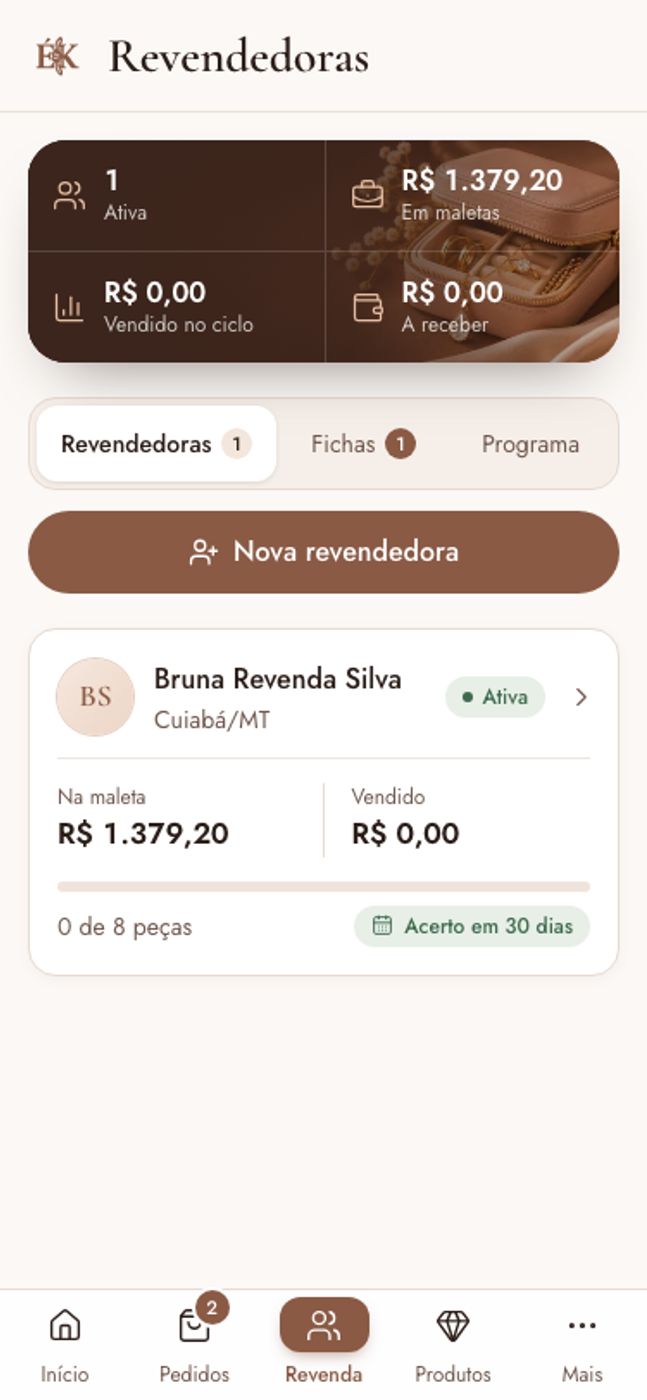 ÉK Revendedoras
1
Ativa
R$ 1.379,20
Em maletas
R$ 0,00
Vendido no ciclo
R$ 0,00
A receber
Revendedoras 1
Fichas 1
Programa
Nova revendedora
BS
Bruna Revenda Silva
Cuiabá/MT
Ativa
Na maleta
R$ 1.379,20
Vendido
R$ 0,00
0 de 8 peças
Acerto em 30 dias
Início
2
Pedidos
Revenda
Produtos
Mais